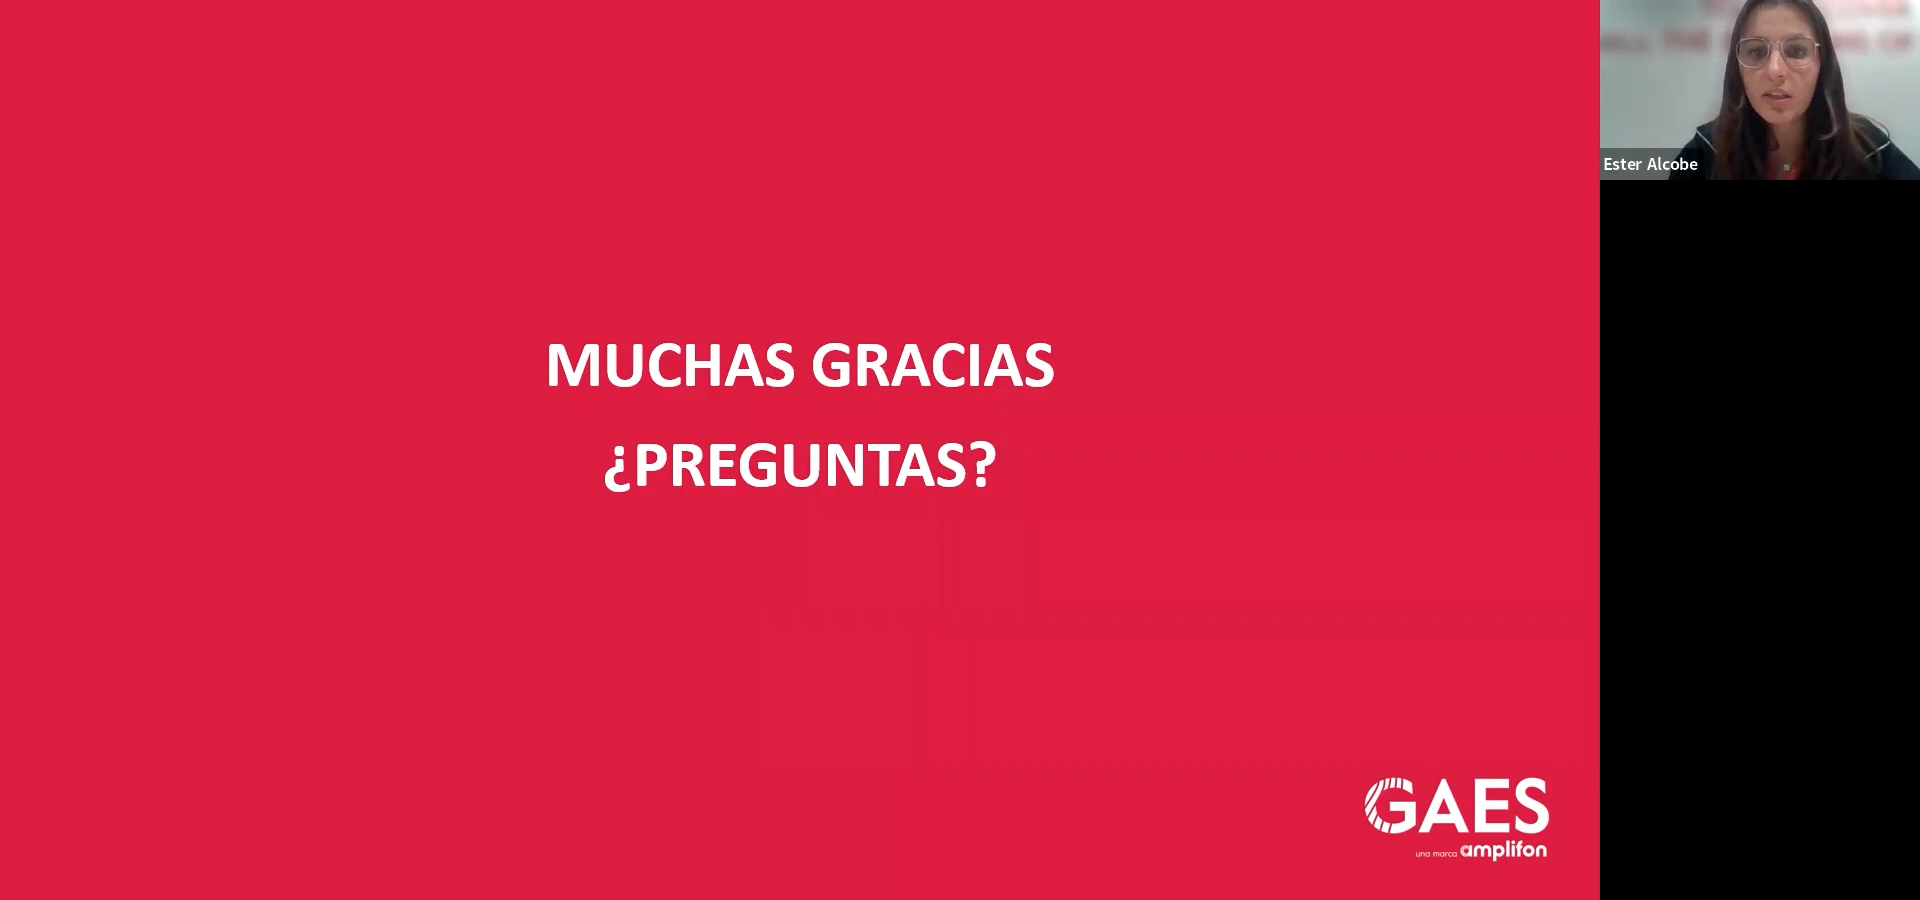 MUCHAS GRACIAS
¿PREGUNTAS?
GAES
una marca amplifon
Ester Alcobe